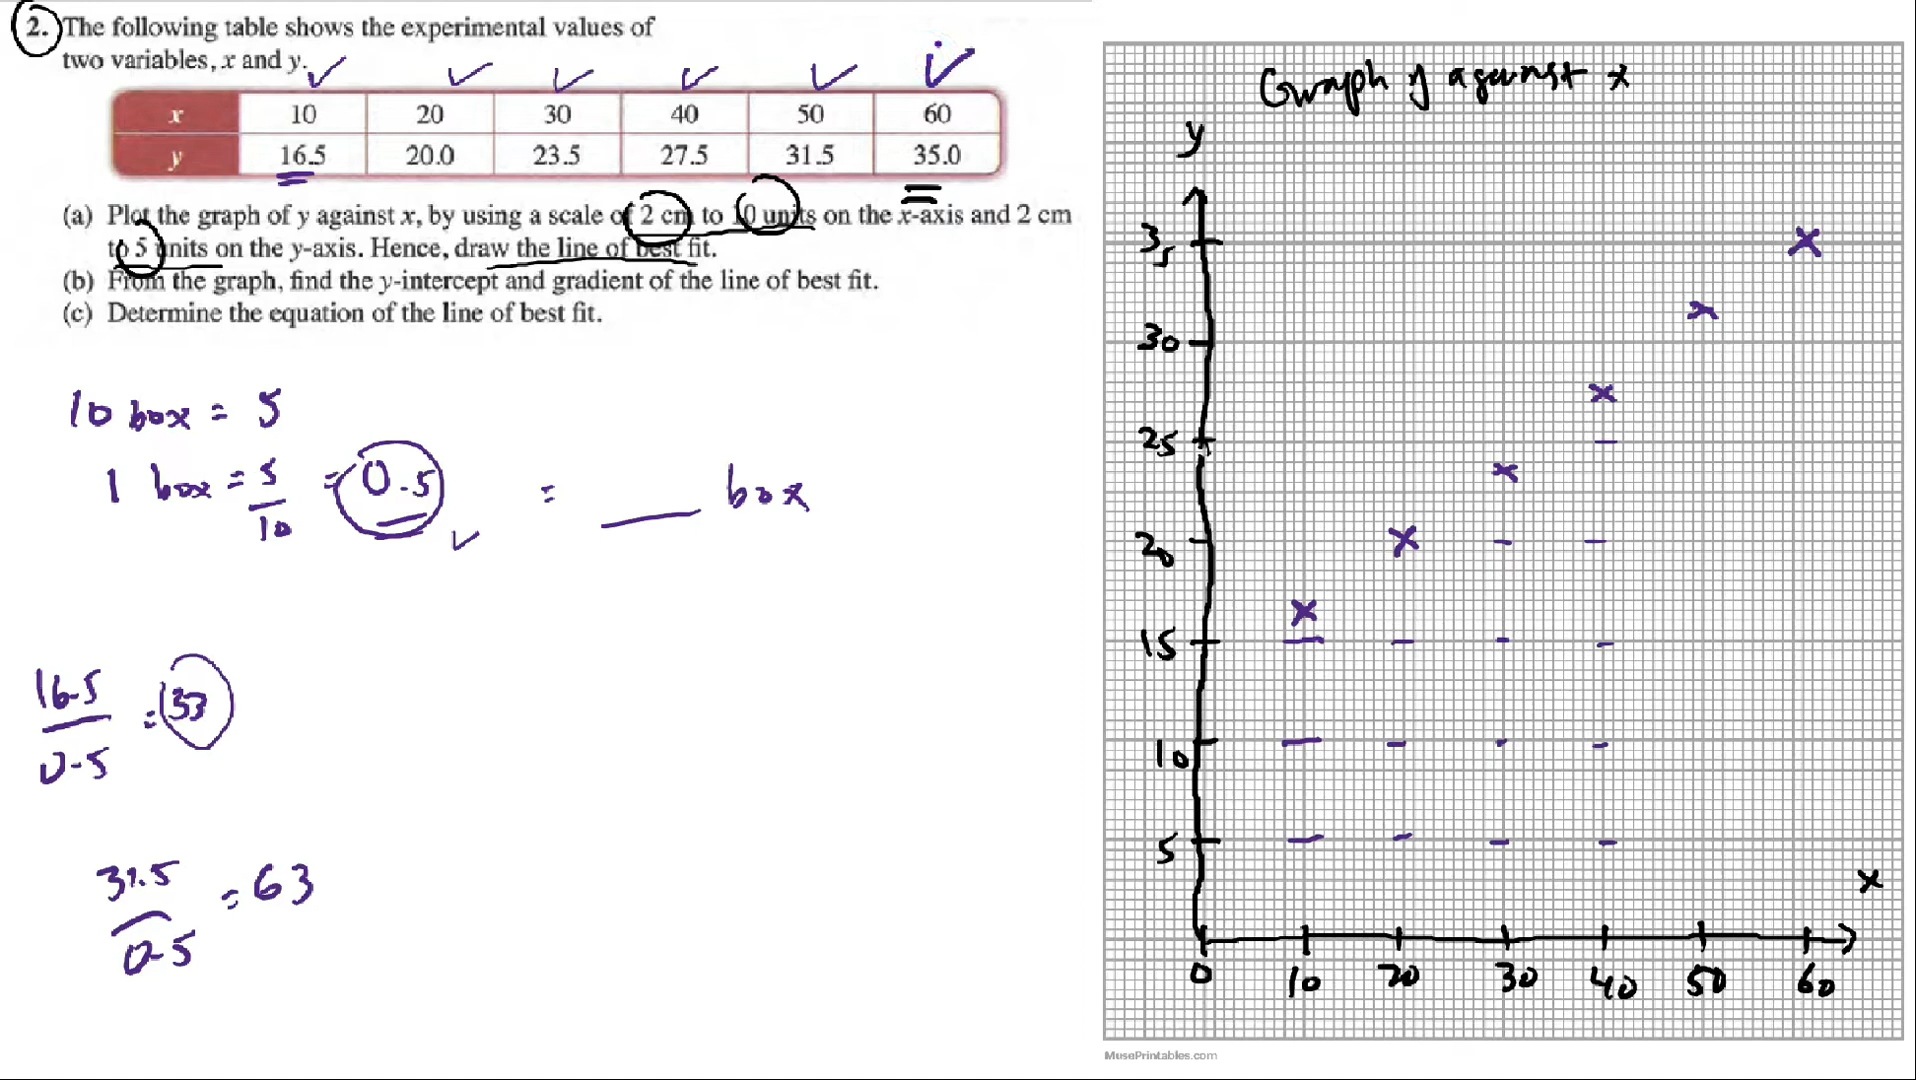 2. The following table shows the experimental values of
two variables, x and y.
x 10 20 30 40 50 60
y 16.5 20.0 23.5 27.5 31.5 35.0
(a) Plot the graph of y against x, by using a scale of 2 cm to 10 units on the x-axis and 2 cm
to 5 units on the y-axis. Hence, draw the line of best fit.
(b) From the graph, find the y-intercept and gradient of the line of best fit.
(c) Determine the equation of the line of best fit.
10 box = 5
1 box = 5/10 = 0.5 = ___ box
16.5/0.5 = 33
31.5/0.5 = 63
Graph y against x
y
35
30
25
20
15
10
5
x
0 10 20 30 40 50 60
MusePrintables.com